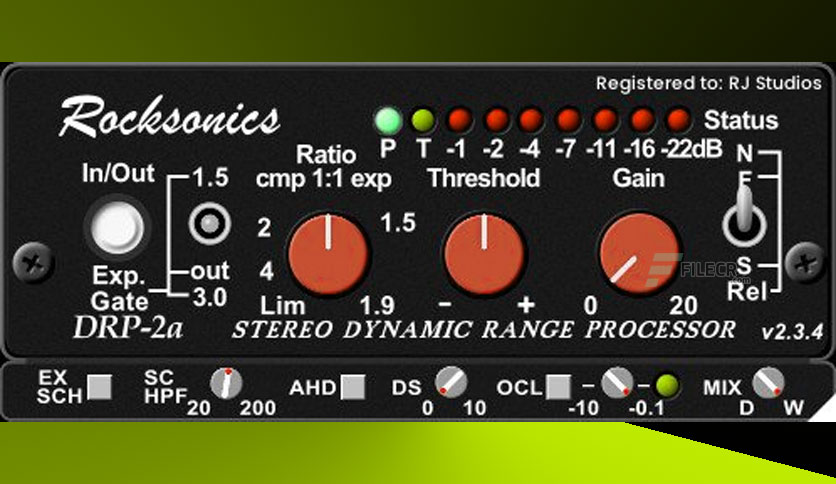 Registered to: RJ Studios
Rocksonics
P T -1 -2 -4 -7 -11 -16 -22dB
Status
In/Out
1.5
out
3.0
Exp.
Gate
Ratio
cmp 1:1 exp
2
4
Lim
1.5
1.9
Threshold
- +
Gain
0 20
N
F
S
Rel
FILECR
.com
DRP-2a
STEREO DYNAMIC RANGE PROCESSOR
v2.3.4
EX
SCH
SC
HPF
20 200
AHD
DS
0 10
OCL
-10 -0.1
MIX
D W